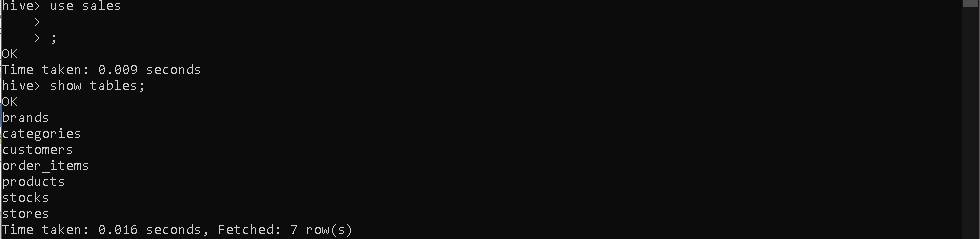 hive> use sales
    >
    > ;
OK
Time taken: 0.009 seconds
hive> show tables;
OK
brands
categories
customers
order_items
products
stocks
stores
Time taken: 0.016 seconds, Fetched: 7 row(s)